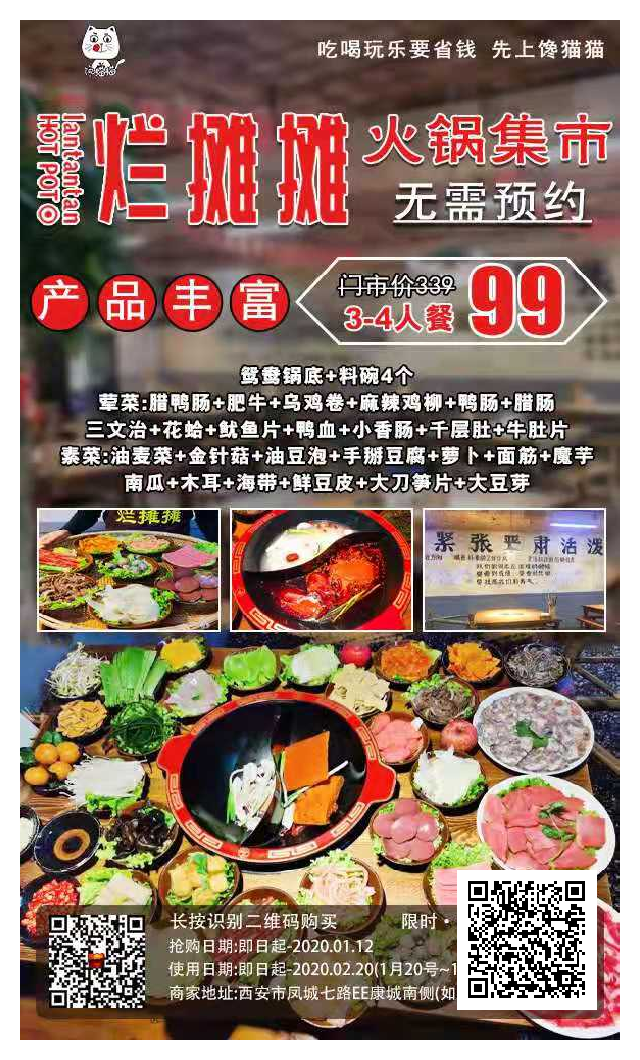 吃喝玩乐要省钱 先上馋猫猫
馋猫猫
lantantan
HOT POT
烂摊摊
火锅集市
无需预约
产品丰富
门市价339
3-4人餐
99
鸳鸯锅底+料碗4个
荤菜:腊鸭肠+肥牛+乌鸡卷+麻辣鸡柳+鸭肠+腊肠
三文治+花蛤+鱿鱼片+鸭血+小香肠+千层肚+牛肚片
素菜:油麦菜+金针菇+油豆泡+手掰豆腐+萝卜+面筋+魔芋
南瓜+木耳+海带+鲜豆皮+大刀笋片+大豆芽
烂摊摊
紧张严肃活泼
长按识别二维码购买
限时·
抢购日期:即日起-2020.01.12
使用日期:即日起-2020.02.20(1月20号~1
商家地址:西安市凤城七路EE康城南侧(如